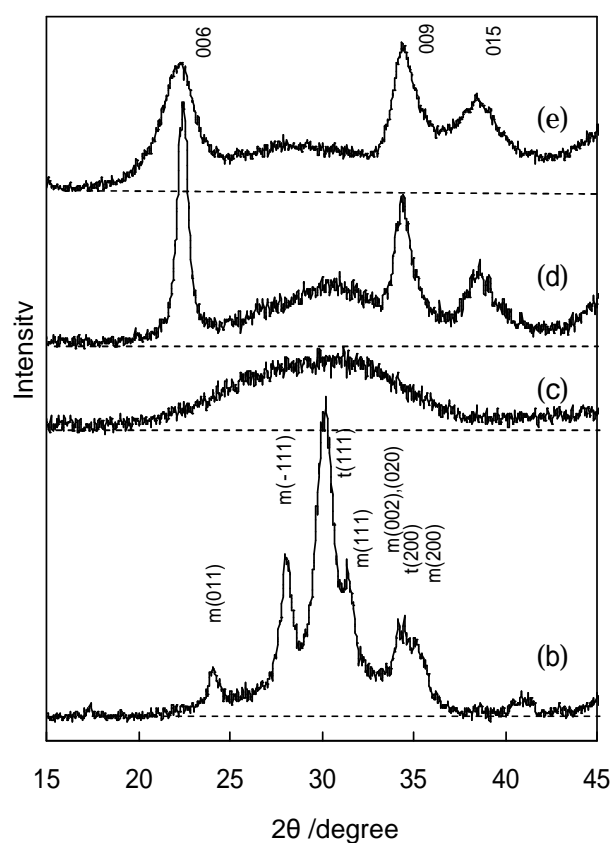 006
009
015
(e)
(d)
(c)
m(-111)
t(111)
m(111)
m(002),(020)
t(200)
m(200)
m(011)
(b)
Intensity
15 20 25 30 35 40 45
2θ /degree